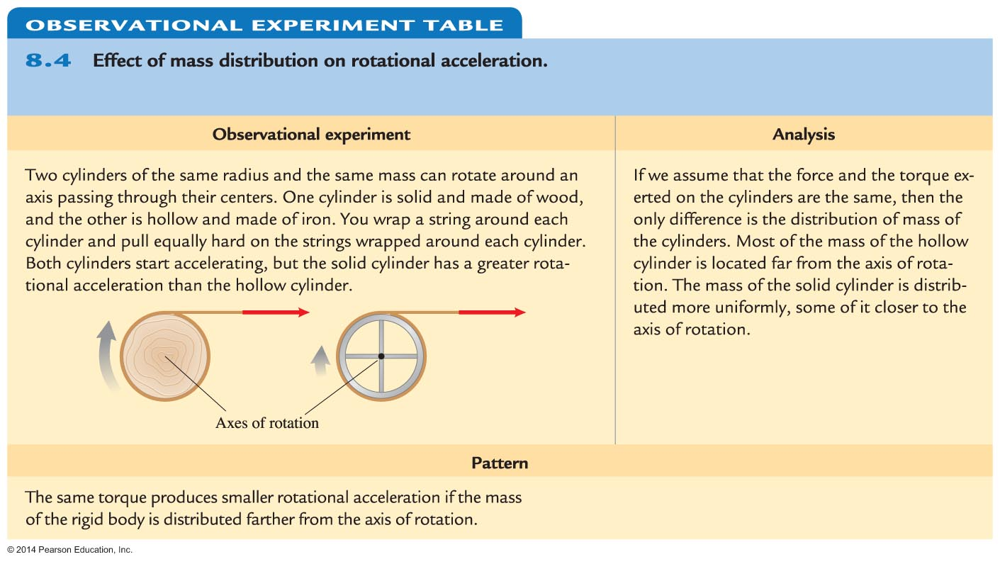 OBSERVATIONAL EXPERIMENT TABLE
8.4 Effect of mass distribution on rotational acceleration.
Observational experiment
Two cylinders of the same radius and the same mass can rotate around an
axis passing through their centers. One cylinder is solid and made of wood,
and the other is hollow and made of iron. You wrap a string around each
cylinder and pull equally hard on the strings wrapped around each cylinder.
Both cylinders start accelerating, but the solid cylinder has a greater rota-
tional acceleration than the hollow cylinder.
Axes of rotation
Analysis
If we assume that the force and the torque ex-
erted on the cylinders are the same, then the
only difference is the distribution of mass of
the cylinders. Most of the mass of the hollow
cylinder is located far from the axis of rota-
tion. The mass of the solid cylinder is distrib-
uted more uniformly, some of it closer to the
axis of rotation.
Pattern
The same torque produces smaller rotational acceleration if the mass
of the rigid body is distributed farther from the axis of rotation.
© 2014 Pearson Education, Inc.